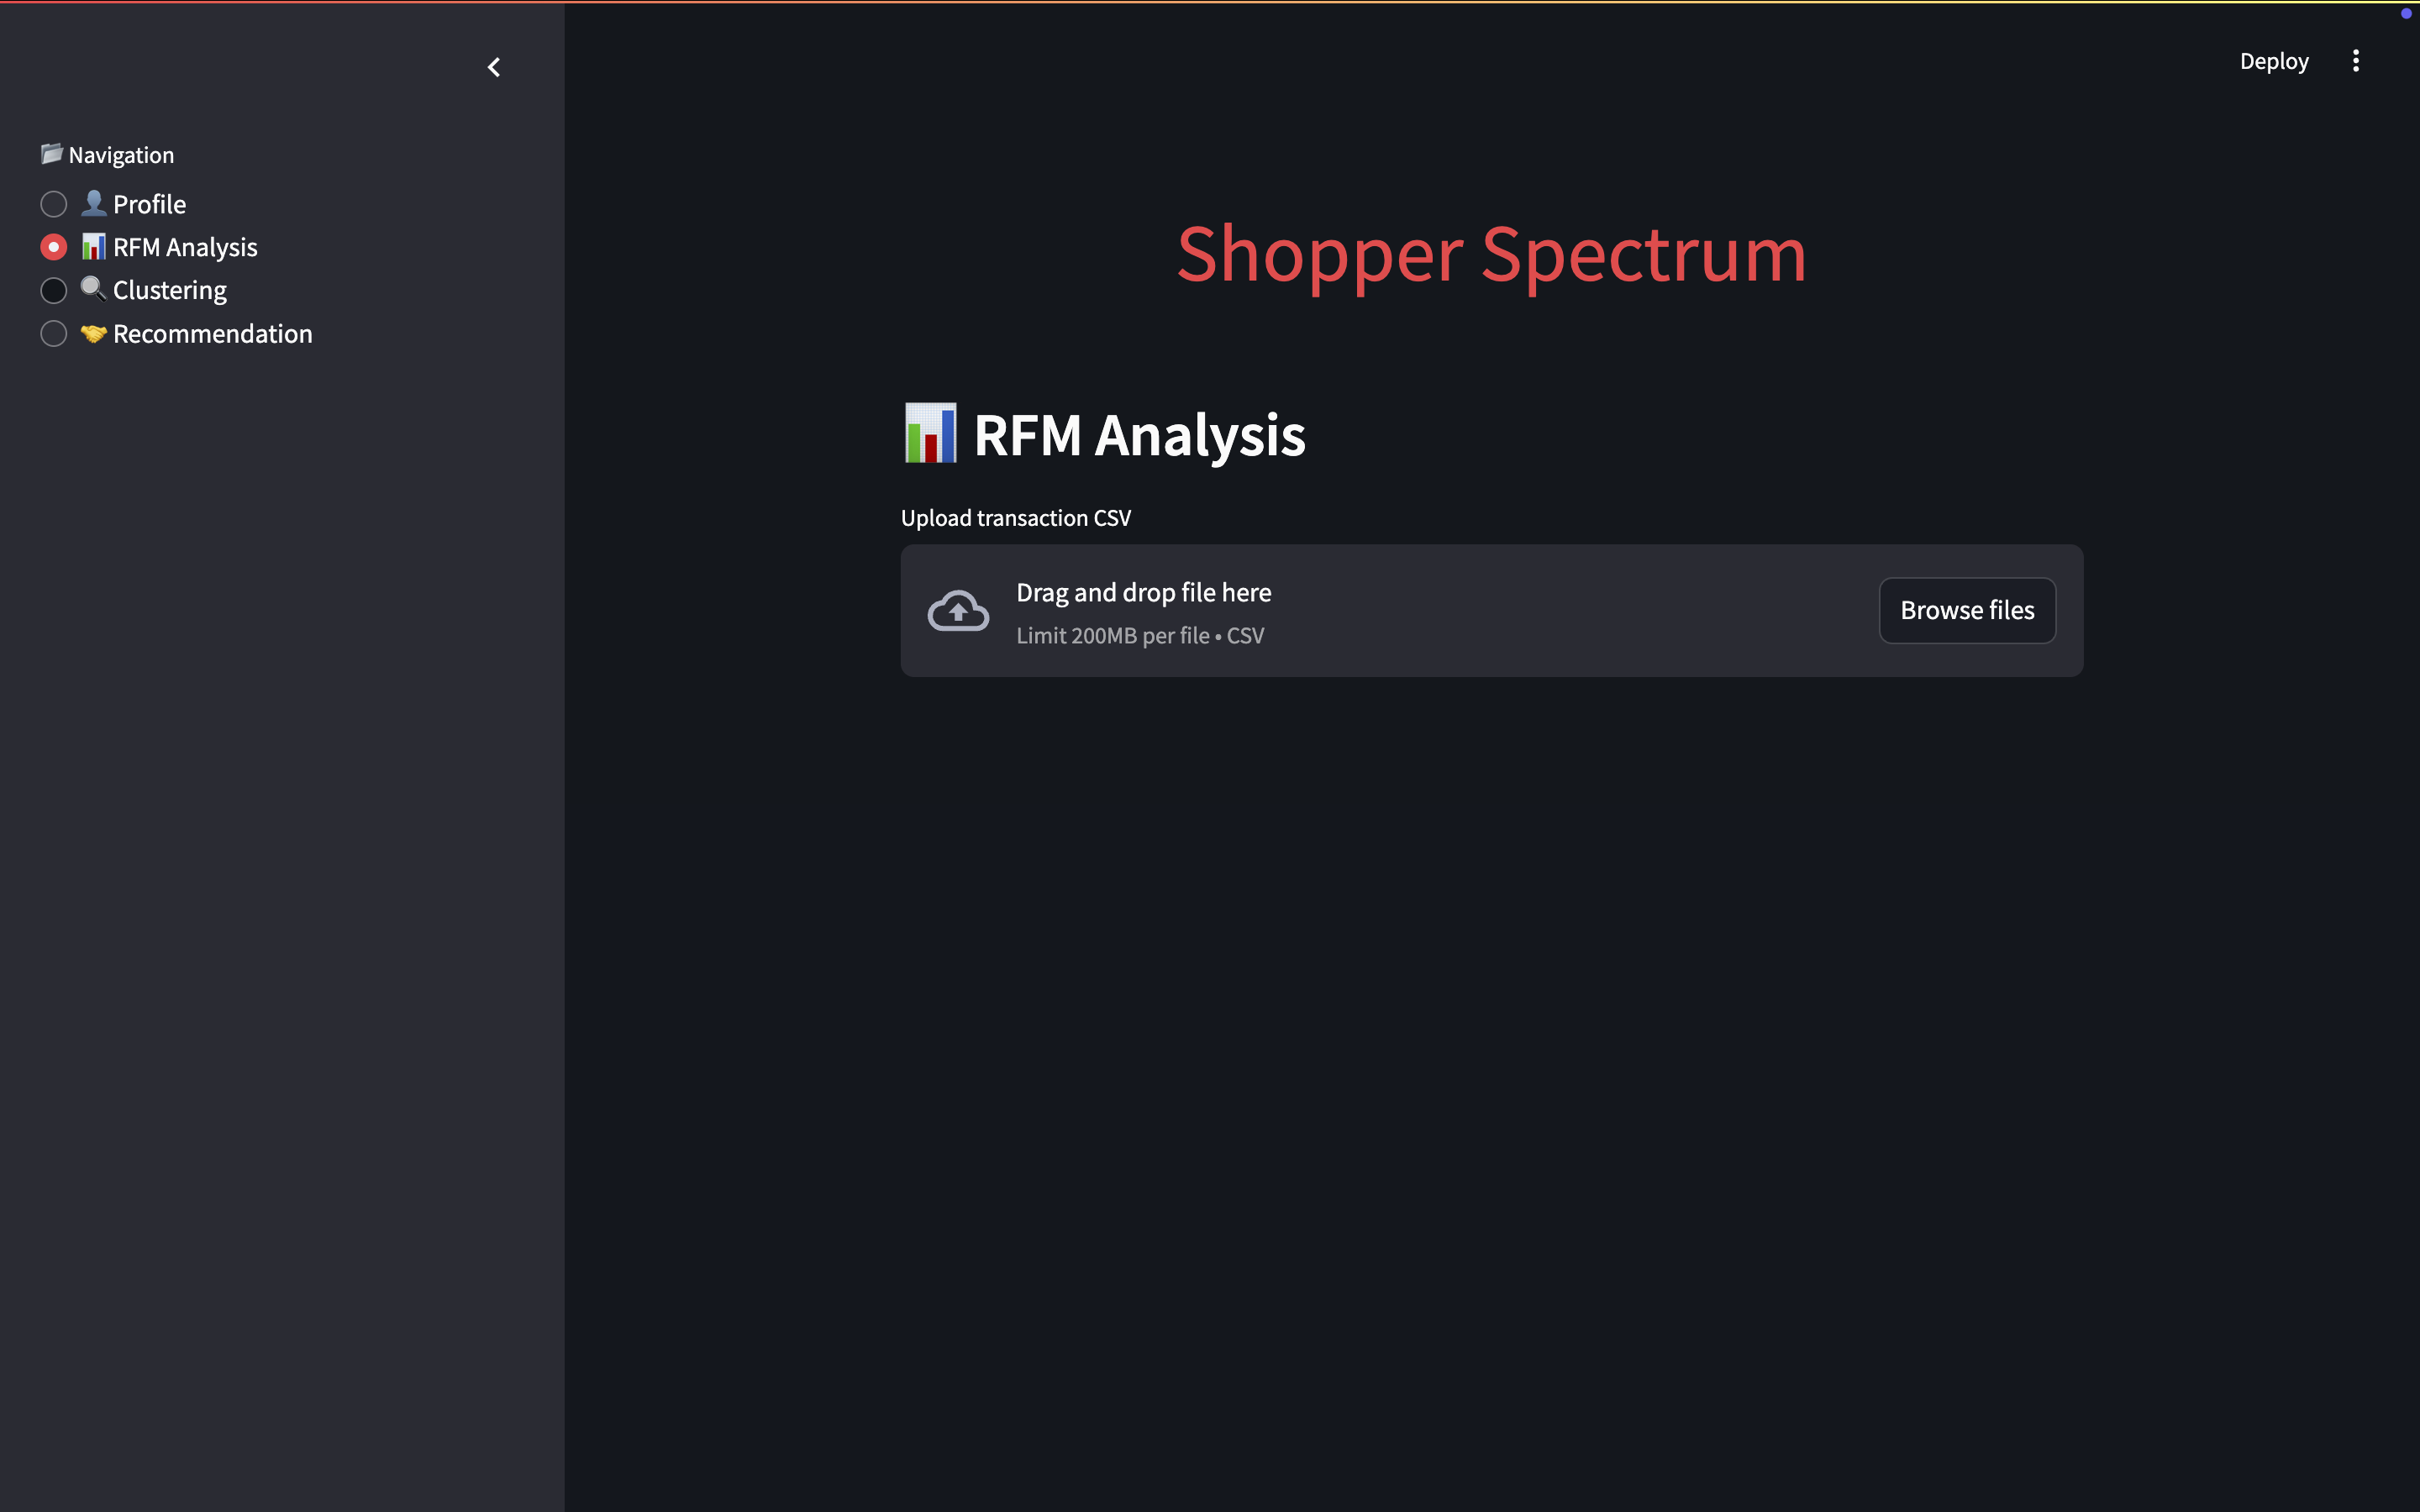 Deploy
📂 Navigation
👤 Profile
📊 RFM Analysis
🔍 Clustering
🤝 Recommendation
Shopper Spectrum
📊 RFM Analysis
Upload transaction CSV
Drag and drop file here
Limit 200MB per file • CSV
Browse files